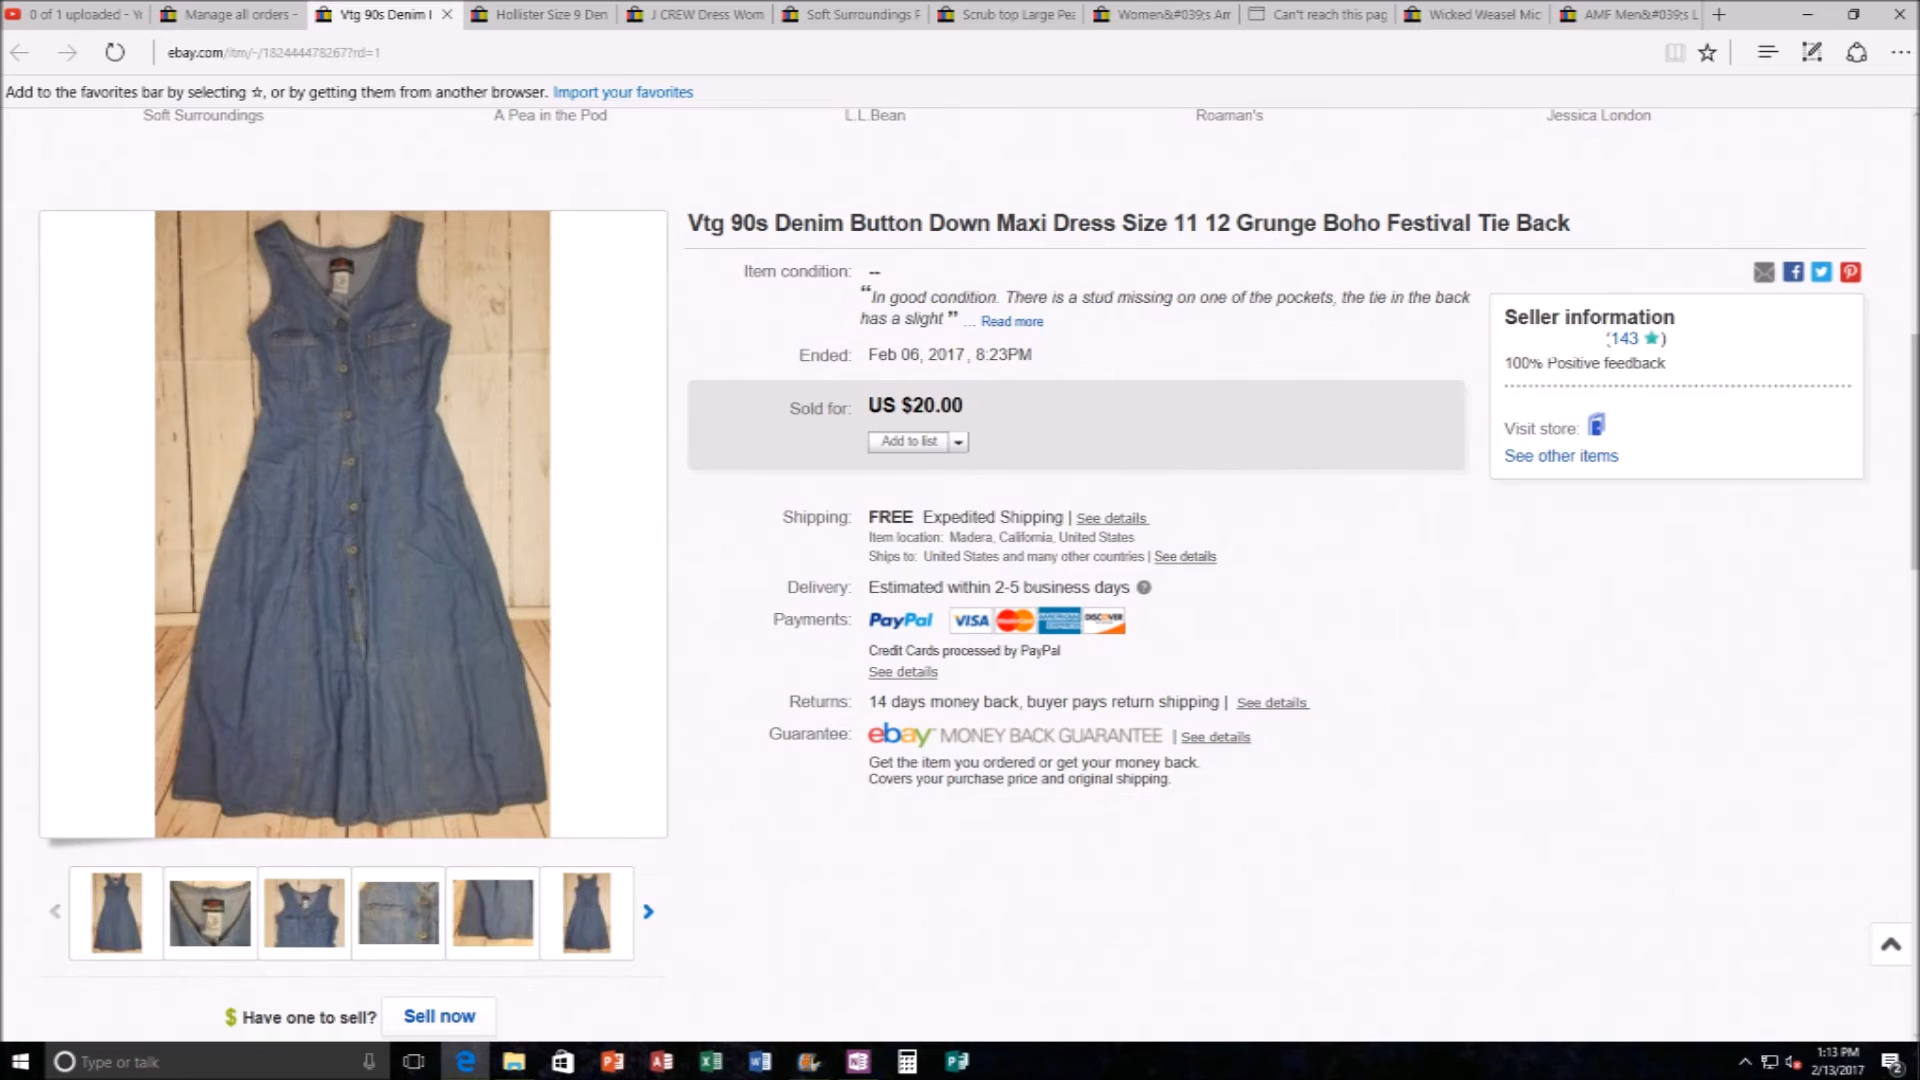 0 of 1 uploaded - Yo
Manage all orders -
Vtg 90s Denim
Hollister Size 9 Den
J CREW Dress Wom
Soft Surroundings P
Scrub top Large Pea
Women&#039;s Am
Can't reach this pag
Wicked Weasel Mic
AMF Men&#039;s L
ebay.com/itm/-/182444478267?rd=1
Add to the favorites bar by selecting ☆, or by getting them from another browser. Import your favorites
Soft Surroundings
A Pea in the Pod
L.L.Bean
Roaman's
Jessica London
Vtg 90s Denim Button Down Maxi Dress Size 11 12 Grunge Boho Festival Tie Back
Item condition: --
“In good condition. There is a stud missing on one of the pockets, the tie in the back
has a slight ” ... Read more
Ended: Feb 06, 2017 , 8:23PM
Sold for: US $20.00
Add to list
Shipping: FREE Expedited Shipping | See details
Item location: Madera, California, United States
Ships to: United States and many other countries | See details
Delivery: Estimated within 2-5 business days
Payments: PayPal VISA MasterCard AMERICAN EXPRESS DISCOVER
Credit Cards processed by PayPal
See details
Returns: 14 days money back, buyer pays return shipping | See details
Guarantee: ebay MONEY BACK GUARANTEE | See details
Get the item you ordered or get your money back.
Covers your purchase price and original shipping.
Seller information
(143 ★)
100% Positive feedback
Visit store:
See other items
$ Have one to sell? Sell now
Type or talk
1:13 PM
2/13/2017
2